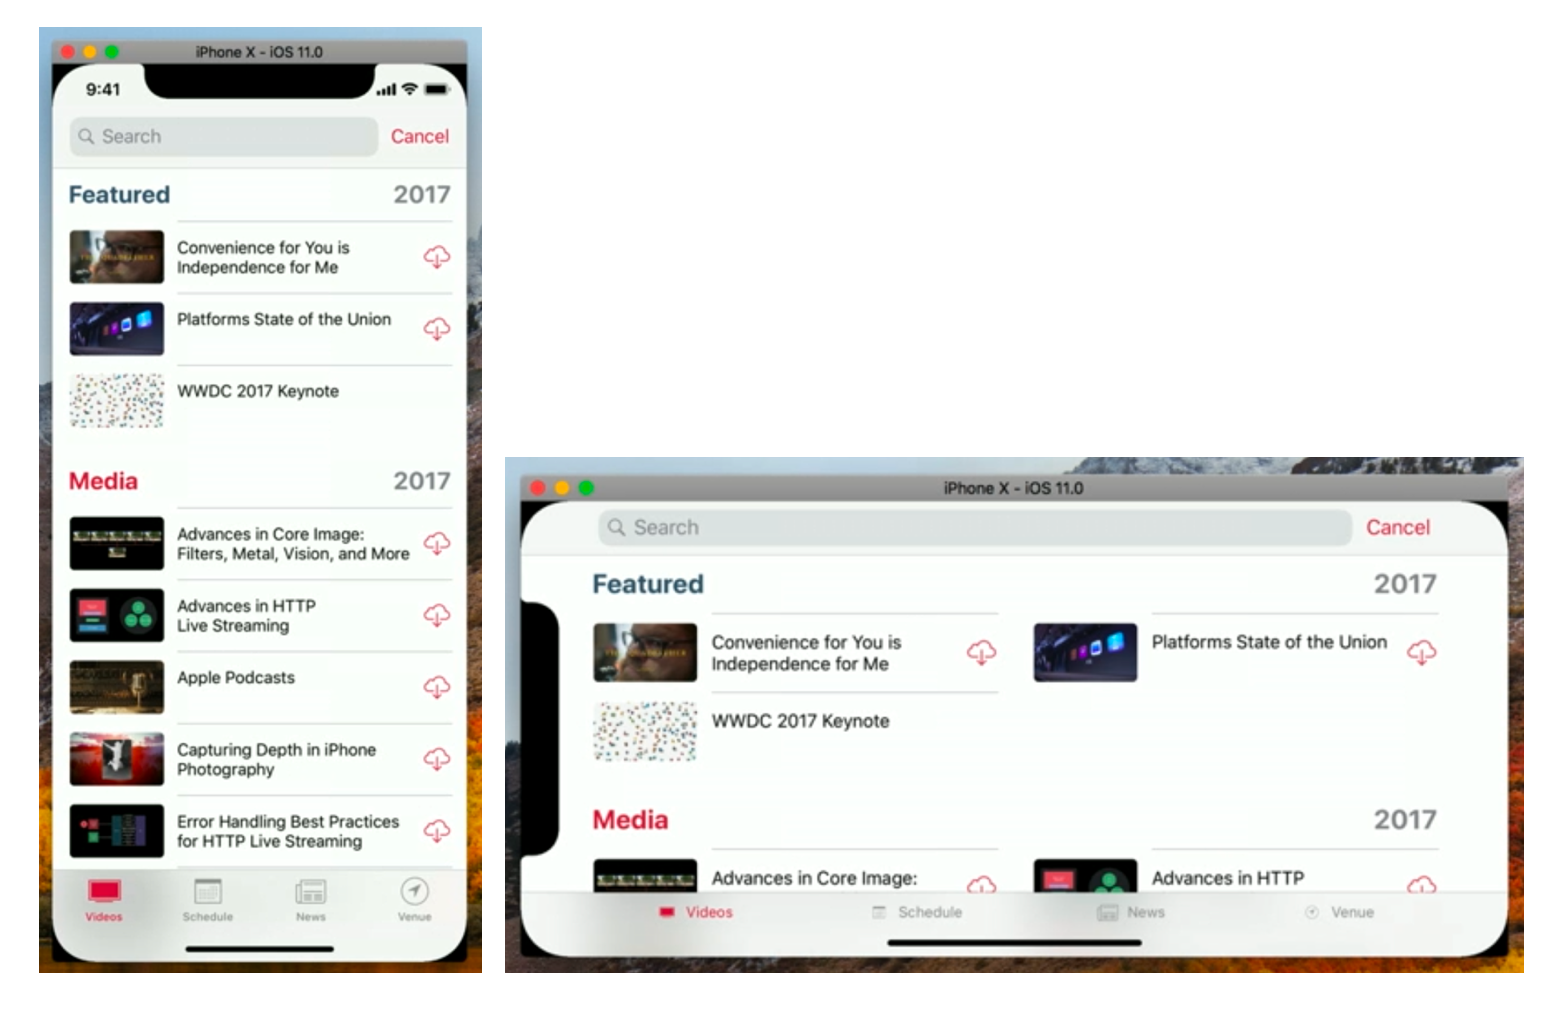 iPhone X – iOS 11.0
9:41
Search
Cancel
Featured
2017
Convenience for You is
Independence for Me
Platforms State of the Union
WWDC 2017 Keynote
Media
2017
Advances in Core Image:
Filters, Metal, Vision, and More
Advances in HTTP
Live Streaming
Apple Podcasts
Capturing Depth in iPhone
Photography
Error Handling Best Practices
for HTTP Live Streaming
Videos
Schedule
News
Venue
iPhone X – iOS 11.0
Search
Cancel
Featured
2017
Convenience for You is
Independence for Me
Platforms State of the Union
WWDC 2017 Keynote
Media
2017
Advances in Core Image:
Advances in HTTP
Videos
Schedule
News
Venue